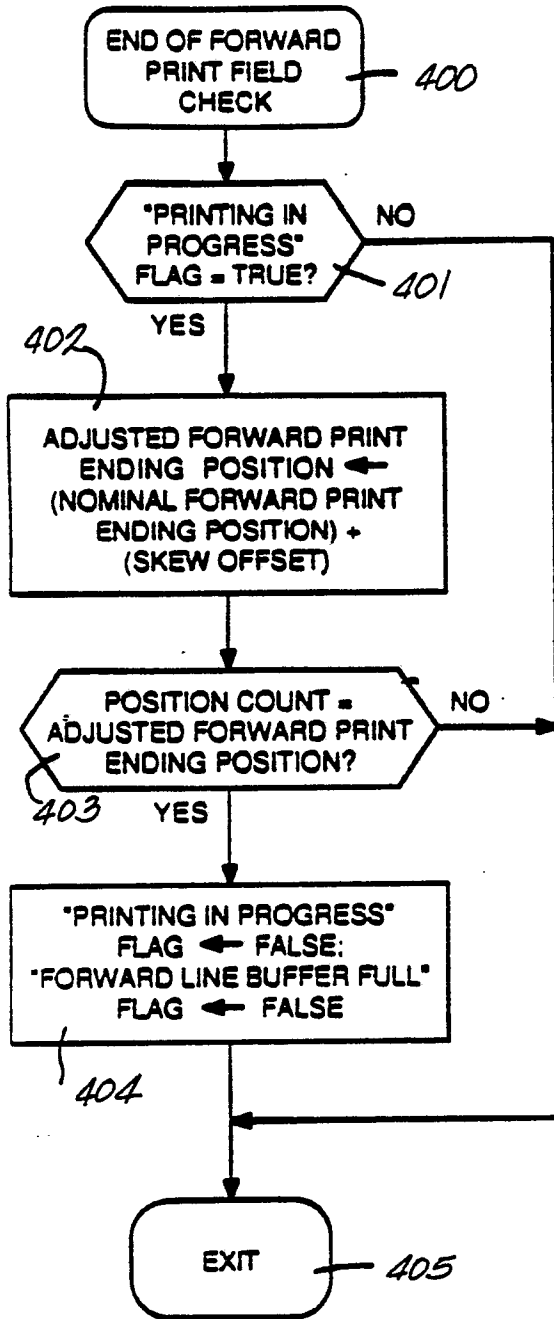 END OF FORWARD
PRINT FIELD
CHECK
400
"PRINTING IN
PROGRESS"
FLAG = TRUE?
NO
401
YES
402
ADJUSTED FORWARD PRINT
ENDING POSITION ←
(NOMINAL FORWARD PRINT
ENDING POSITION) +
(SKEW OFFSET)
POSITION COUNT =
ADJUSTED FORWARD PRINT
ENDING POSITION?
NO
403
YES
"PRINTING IN PROGRESS"
FLAG ← FALSE;
"FORWARD LINE BUFFER FULL"
FLAG ← FALSE
404
EXIT
405